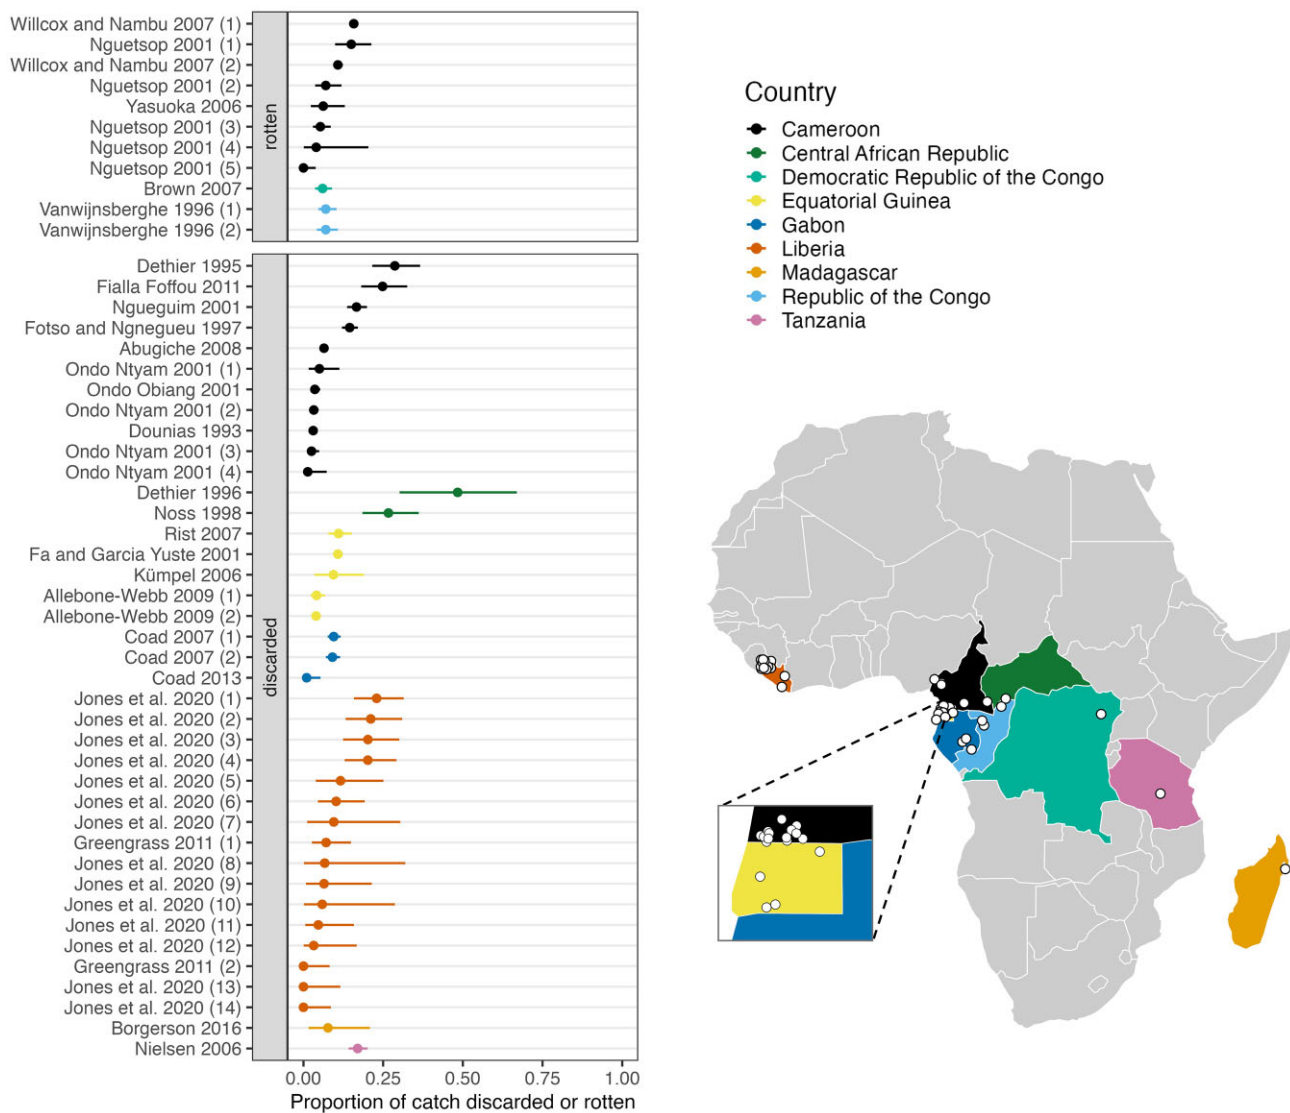 Willcox and Nambu 2007 (1)
Nguetsop 2001 (1)
Willcox and Nambu 2007 (2)
Nguetsop 2001 (2)
Yasuoka 2006
Nguetsop 2001 (3)
Nguetsop 2001 (4)
Nguetsop 2001 (5)
Brown 2007
Vanwijnsberghe 1996 (1)
Vanwijnsberghe 1996 (2)
rotten
Dethier 1995
Fialla Foffou 2011
Ngueguim 2001
Fotso and Ngnegueu 1997
Abugiche 2008
Ondo Ntyam 2001 (1)
Ondo Obiang 2001
Ondo Ntyam 2001 (2)
Dounias 1993
Ondo Ntyam 2001 (3)
Ondo Ntyam 2001 (4)
Dethier 1996
Noss 1998
Rist 2007
Fa and Garcia Yuste 2001
Kümpel 2006
Allebone-Webb 2009 (1)
Allebone-Webb 2009 (2)
Coad 2007 (1)
Coad 2007 (2)
Coad 2013
Jones et al. 2020 (1)
Jones et al. 2020 (2)
Jones et al. 2020 (3)
Jones et al. 2020 (4)
Jones et al. 2020 (5)
Jones et al. 2020 (6)
Jones et al. 2020 (7)
Greengrass 2011 (1)
Jones et al. 2020 (8)
Jones et al. 2020 (9)
Jones et al. 2020 (10)
Jones et al. 2020 (11)
Jones et al. 2020 (12)
Greengrass 2011 (2)
Jones et al. 2020 (13)
Jones et al. 2020 (14)
Borgerson 2016
Nielsen 2006
discarded
0.00 0.25 0.50 0.75 1.00
Proportion of catch discarded or rotten
Country
Cameroon
Central African Republic
Democratic Republic of the Congo
Equatorial Guinea
Gabon
Liberia
Madagascar
Republic of the Congo
Tanzania